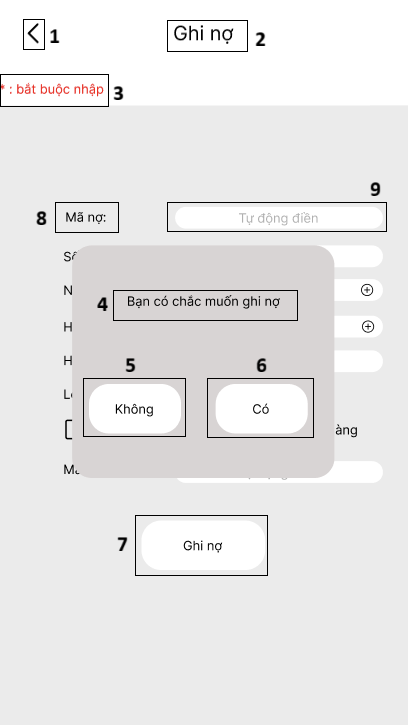 1
Ghi nợ 2
* : bắt buộc nhập 3
9
8 Mã nợ: Tự động điền
4 Bạn có chắc muốn ghi nợ
5 6
Không Có
àng
7 Ghi nợ